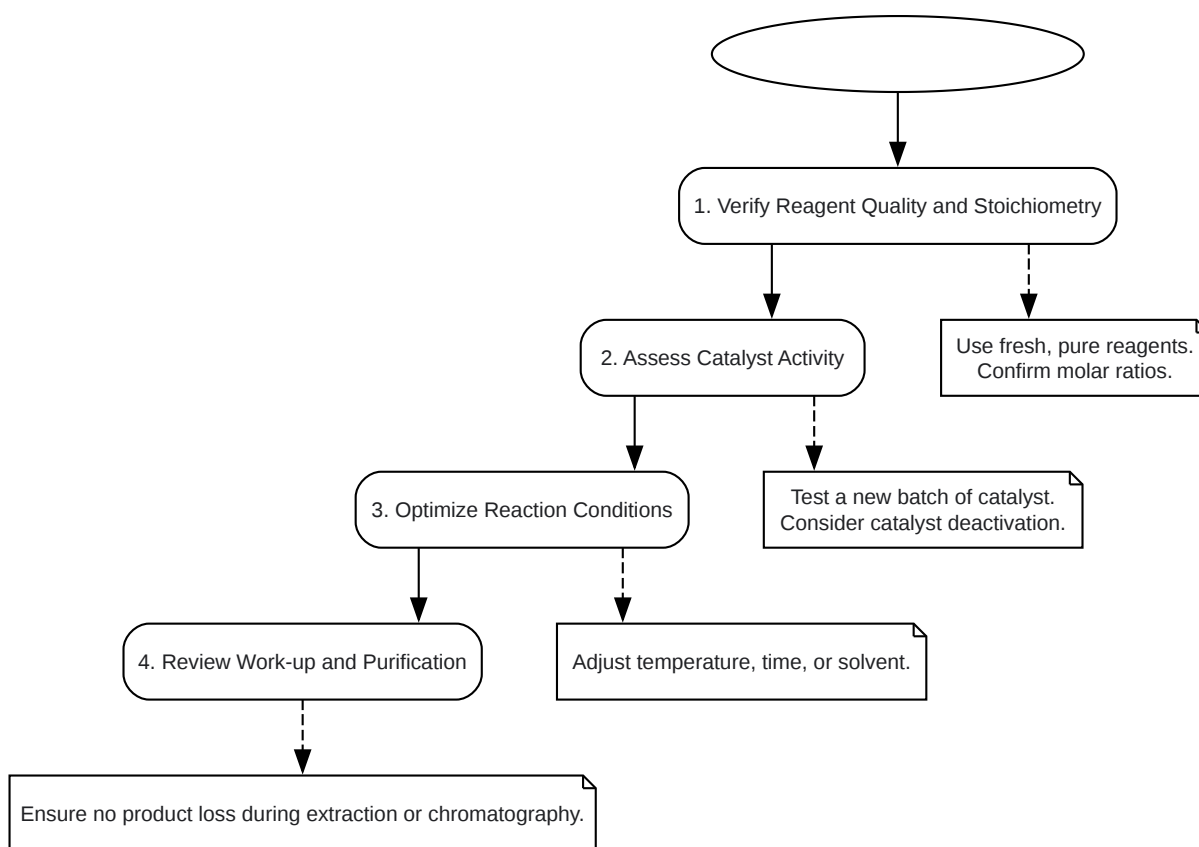 1. Verify Reagent Quality and Stoichiometry
2. Assess Catalyst Activity
Use fresh, pure reagents.
Confirm molar ratios.
3. Optimize Reaction Conditions
Test a new batch of catalyst.
Consider catalyst deactivation.
4. Review Work-up and Purification
Adjust temperature, time, or solvent.
Ensure no product loss during extraction or chromatography.